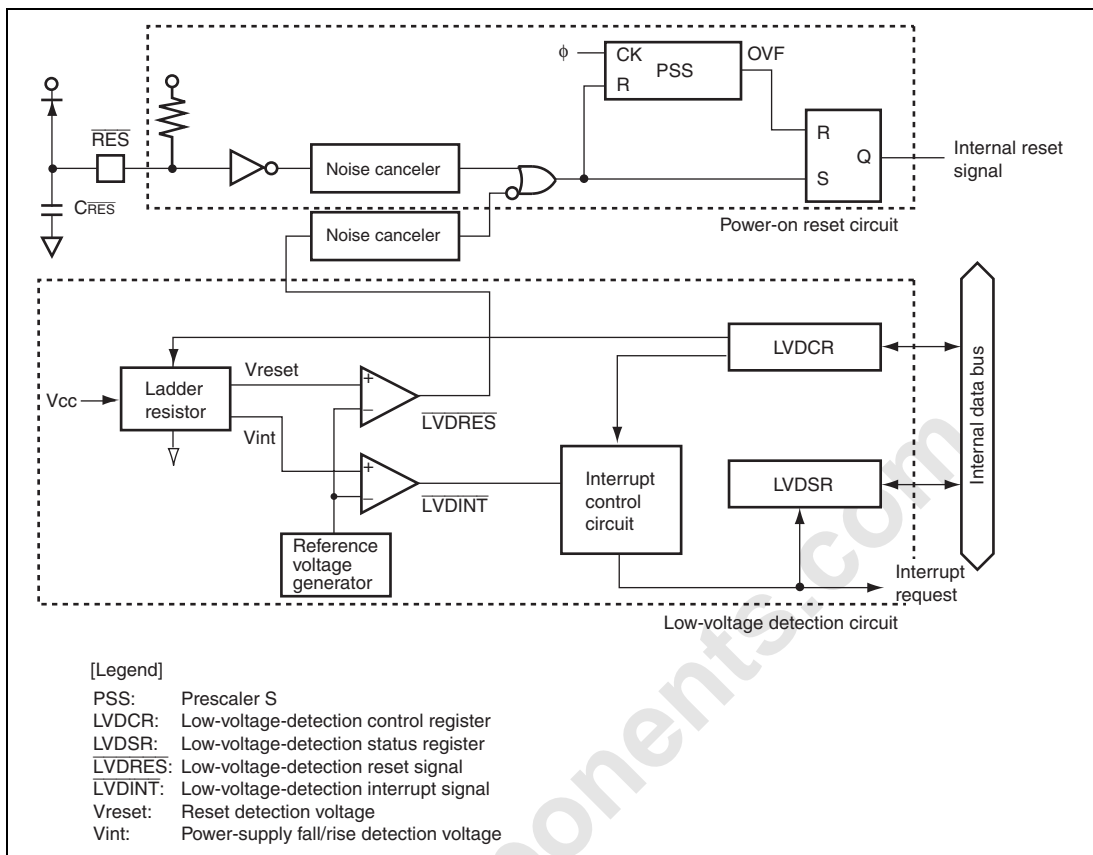 φ
CK
PSS
OVF
R
RES
CRES
Noise canceler
R
Q
S
Internal reset
signal
Power-on reset circuit
Noise canceler
LVDCR
Vreset
Vcc
Ladder
resistor
+
−
LVDRES
Vint
+
−
LVDINT
Interrupt
control
circuit
LVDSR
Internal data bus
Reference
voltage
generator
Interrupt
request
Low-voltage detection circuit
[Legend]
PSS: Prescaler S
LVDCR: Low-voltage-detection control register
LVDSR: Low-voltage-detection status register
LVDRES: Low-voltage-detection reset signal
LVDINT: Low-voltage-detection interrupt signal
Vreset: Reset detection voltage
Vint: Power-supply fall/rise detection voltage
ponents.com